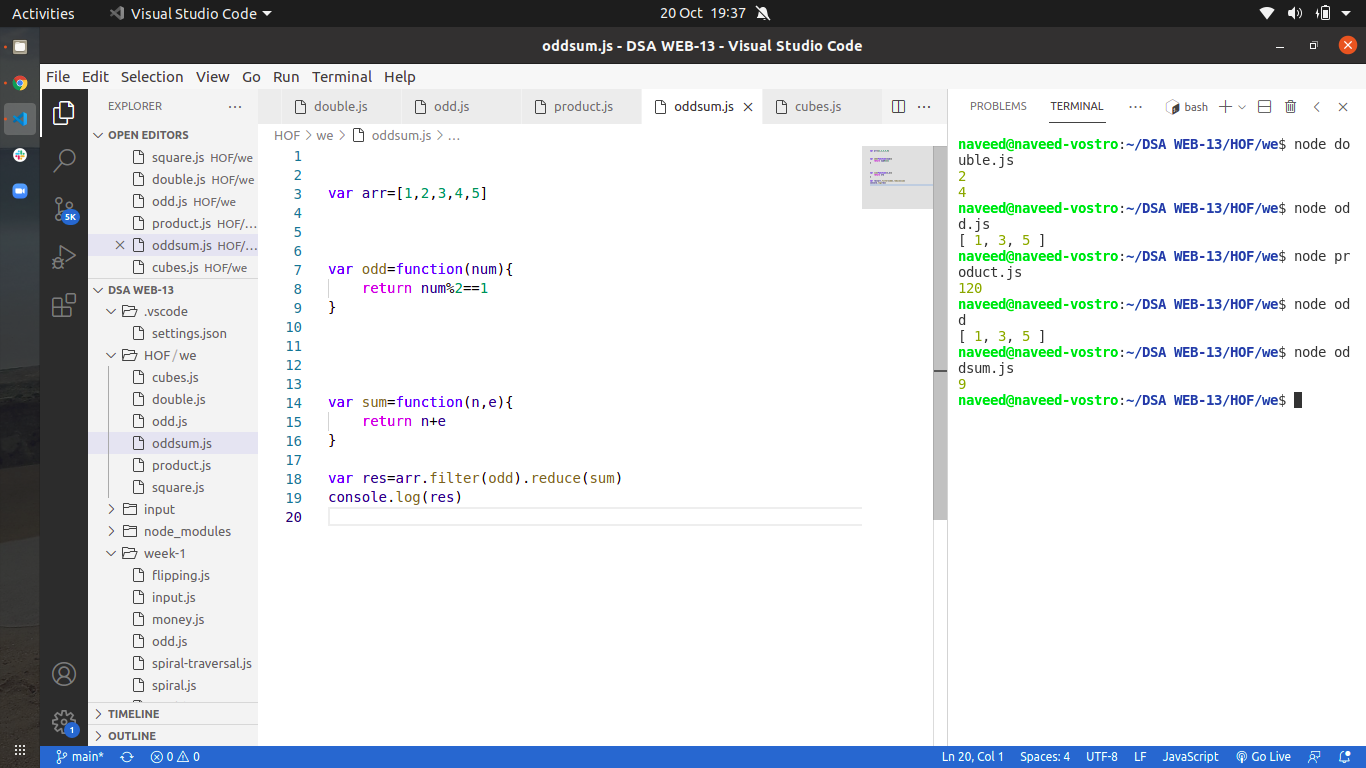 Activities
Visual Studio Code
20 Oct 19:37
oddsum.js - DSA WEB-13 - Visual Studio Code
File Edit Selection View Go Run Terminal Help
EXPLORER
OPEN EDITORS
square.js HOF/we
double.js HOF/we
odd.js HOF/we
product.js HOF/...
oddsum.js HOF/...
cubes.js HOF/we
DSA WEB-13
.vscode
settings.json
HOF / we
cubes.js
double.js
odd.js
oddsum.js
product.js
square.js
input
node_modules
week-1
flipping.js
input.js
money.js
odd.js
spiral-traversal.js
spiral.js
TIMELINE
OUTLINE
5K
1
double.js odd.js product.js oddsum.js cubes.js
HOF > we > oddsum.js > ...
1
2
3 var arr=[1,2,3,4,5]
4
5
6
7 var odd=function(num){
8 return num%2==1
9 }
10
11
12
13
14 var sum=function(n,e){
15 return n+e
16 }
17
18 var res=arr.filter(odd).reduce(sum)
19 console.log(res)
20
PROBLEMS TERMINAL ... bash
naveed@naveed-vostro:~/DSA WEB-13/HOF/we$ node do
uble.js
2
4
naveed@naveed-vostro:~/DSA WEB-13/HOF/we$ node od
d.js
[ 1, 3, 5 ]
naveed@naveed-vostro:~/DSA WEB-13/HOF/we$ node pr
oduct.js
120
naveed@naveed-vostro:~/DSA WEB-13/HOF/we$ node od
d
[ 1, 3, 5 ]
naveed@naveed-vostro:~/DSA WEB-13/HOF/we$ node od
dsum.js
9
naveed@naveed-vostro:~/DSA WEB-13/HOF/we$
main* 0 0 Ln 20, Col 1 Spaces: 4 UTF-8 LF JavaScript Go Live